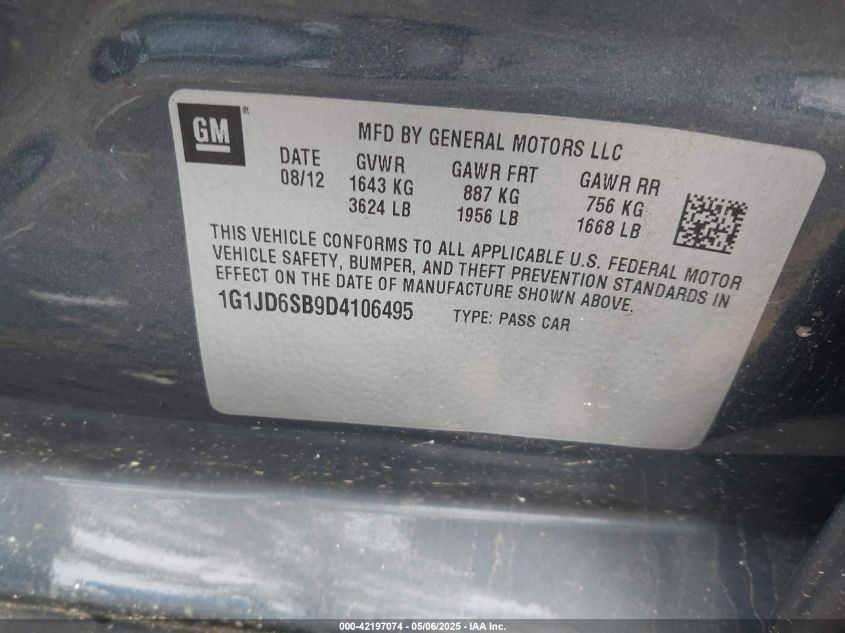 GM®
MFD BY GENERAL MOTORS LLC
DATE GVWR GAWR FRT GAWR RR
08/12 1643 KG 887 KG 756 KG
3624 LB 1956 LB 1668 LB
THIS VEHICLE CONFORMS TO ALL APPLICABLE U.S. FEDERAL MOTOR
VEHICLE SAFETY, BUMPER, AND THEFT PREVENTION STANDARDS IN
EFFECT ON THE DATE OF MANUFACTURE SHOWN ABOVE.
1G1JD6SB9D4106495 TYPE: PASS CAR
000-42197074 - 05/06/2025 - IAA Inc.